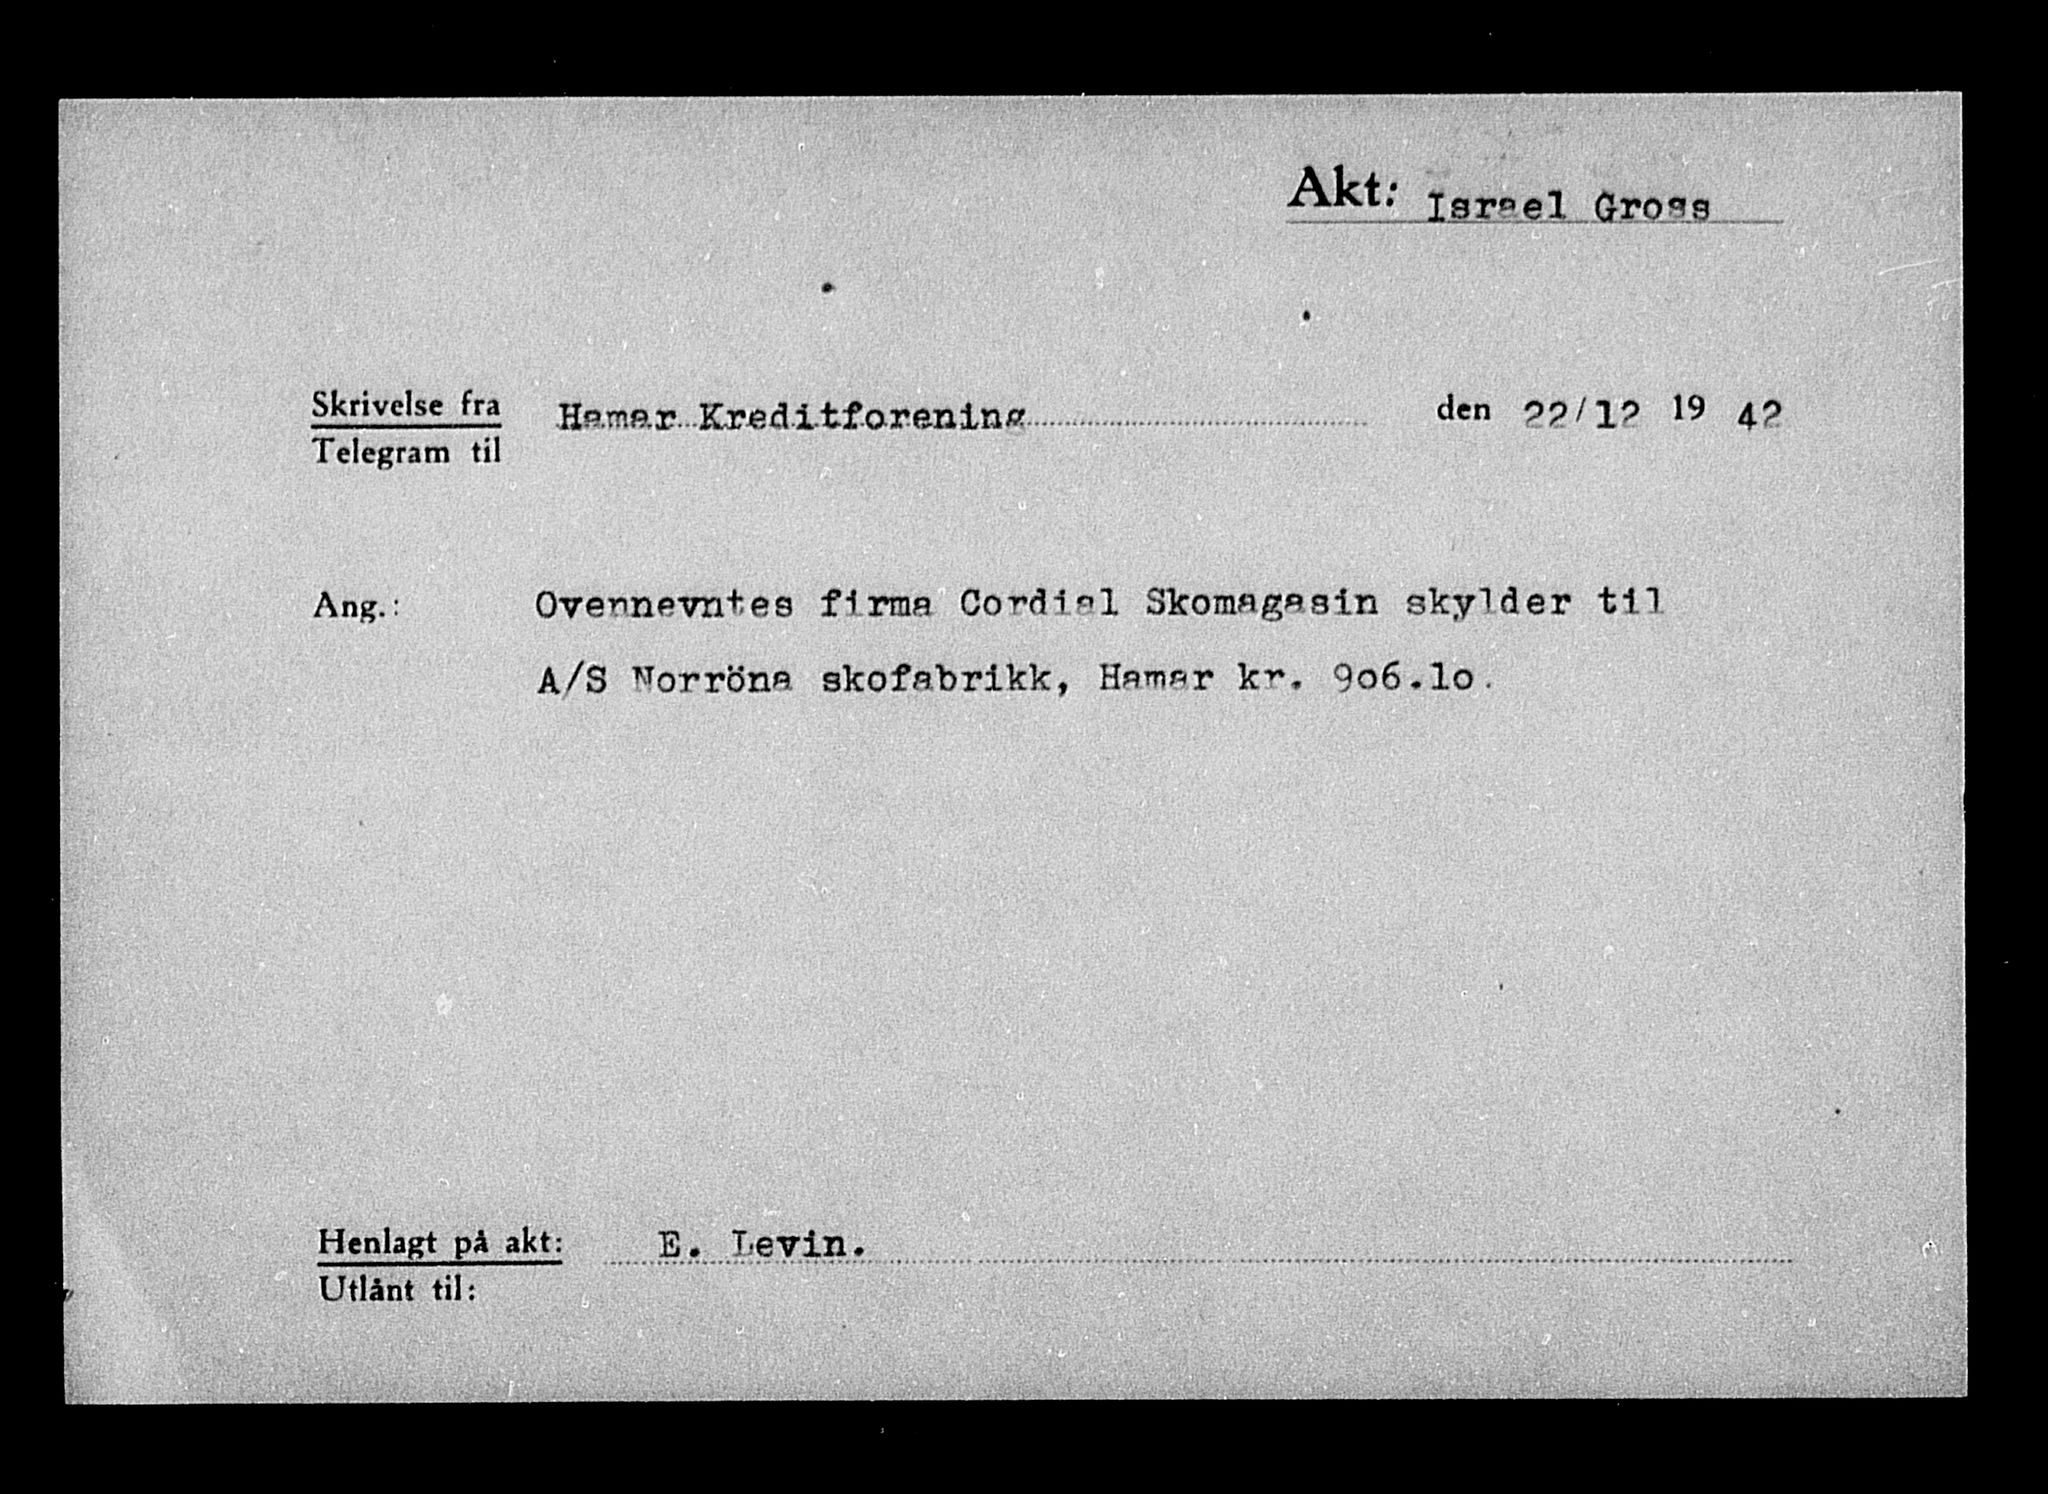 Akt: Israel Gross
Skrivelse fra Hamar Kreditforening den 22/12 19 42
Telegram til
Ang.: Ovennevntes firma Cordial Skomagasin skylder til
A/S Norröna skofabrikk, Hamar kr. 9o6.lo.
Henlagt på akt: E. Levin.
Utlånt til: